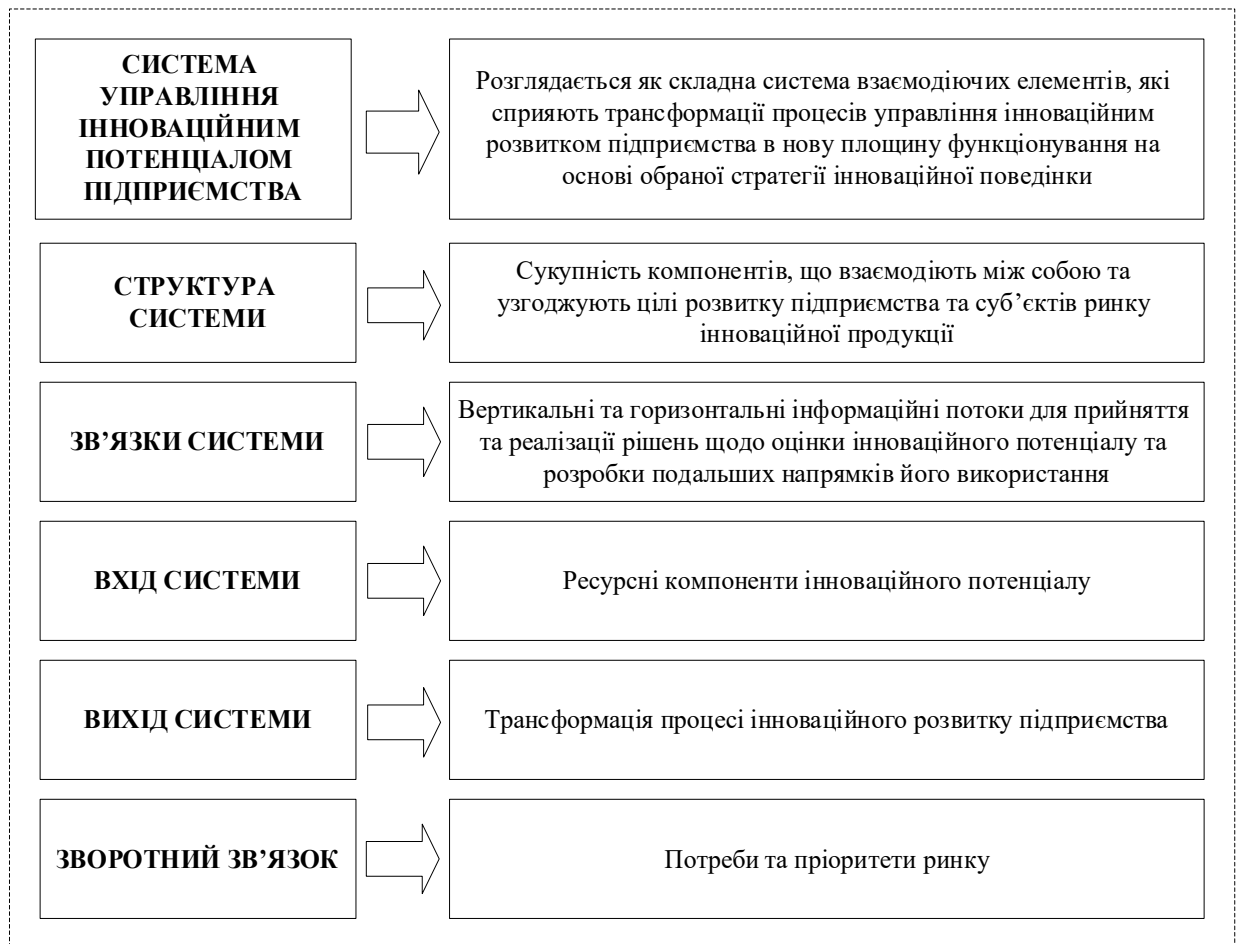 СИСТЕМА
УПРАВЛІННЯ
ІННОВАЦІЙНИМ
ПОТЕНЦІАЛОМ
ПІДПРИЄМСТВА
Розглядається як складна система взаємодіючих елементів, які
сприяють трансформації процесів управління інноваційним
розвитком підприємства в нову площину функціонування на
основі обраної стратегії інноваційної поведінки
СТРУКТУРА
СИСТЕМИ
Сукупність компонентів, що взаємодіють між собою та
узгоджують цілі розвитку підприємства та суб’єктів ринку
інноваційної продукції
ЗВ’ЯЗКИ СИСТЕМИ
Вертикальні та горизонтальні інформаційні потоки для прийняття
та реалізації рішень щодо оцінки інноваційного потенціалу та
розробки подальших напрямків його використання
ВХІД СИСТЕМИ
Ресурсні компоненти інноваційного потенціалу
ВИХІД СИСТЕМИ
Трансформація процесі інноваційного розвитку підприємства
ЗВОРОТНИЙ ЗВ’ЯЗОК
Потреби та пріоритети ринку